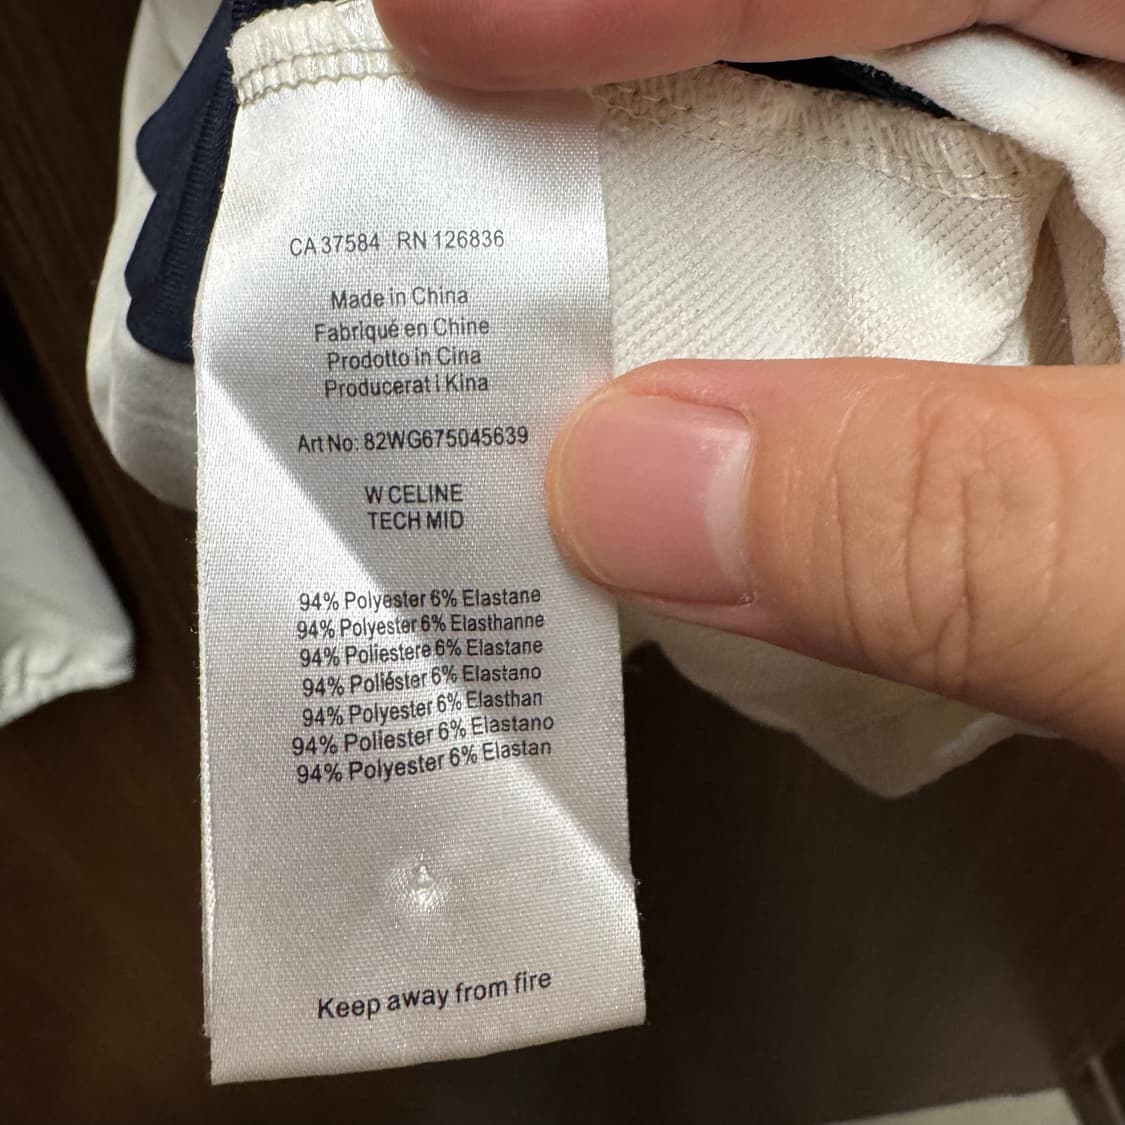 CA 37584 RN 126836
Made in China
Fabriqué en Chine
Prodotto in Cina
Producerat i Kina
Art No: 82WG675045639
W CELINE
TECH MID
94% Polyester 6% Elastane
94% Polyester 6% Elasthanne
94% Poliestere 6% Elastane
94% Poliéster 6% Elastano
94% Polyester 6% Elasthan
94% Poliester 6% Elastano
94% Polyester 6% Elastan
Keep away from fire